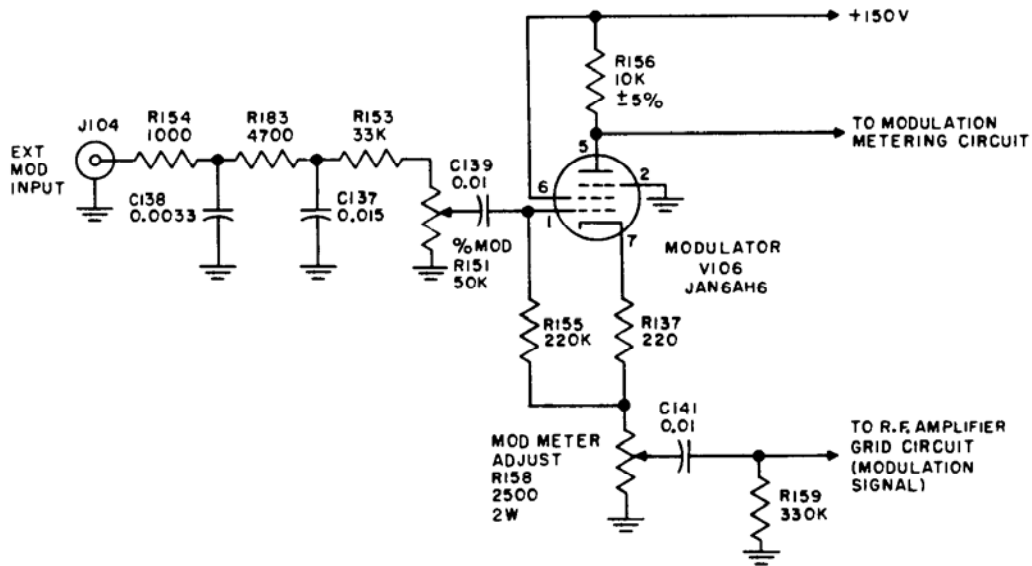 +150V
R156
10K
±5%
TO MODULATION
METERING CIRCUIT
J104
EXT
MOD
INPUT
R154
1000
R183
4700
R153
33K
C138
0.0033
C137
0.015
C139
0.01
%MOD
R151
50K
5
2
6
1
7
MODULATOR
V106
JAN6AH6
R155
220K
R137
220
C141
0.01
MOD METER
ADJUST
R158
2500
2W
TO R.F. AMPLIFIER
GRID CIRCUIT
(MODULATION
SIGNAL)
R159
330K